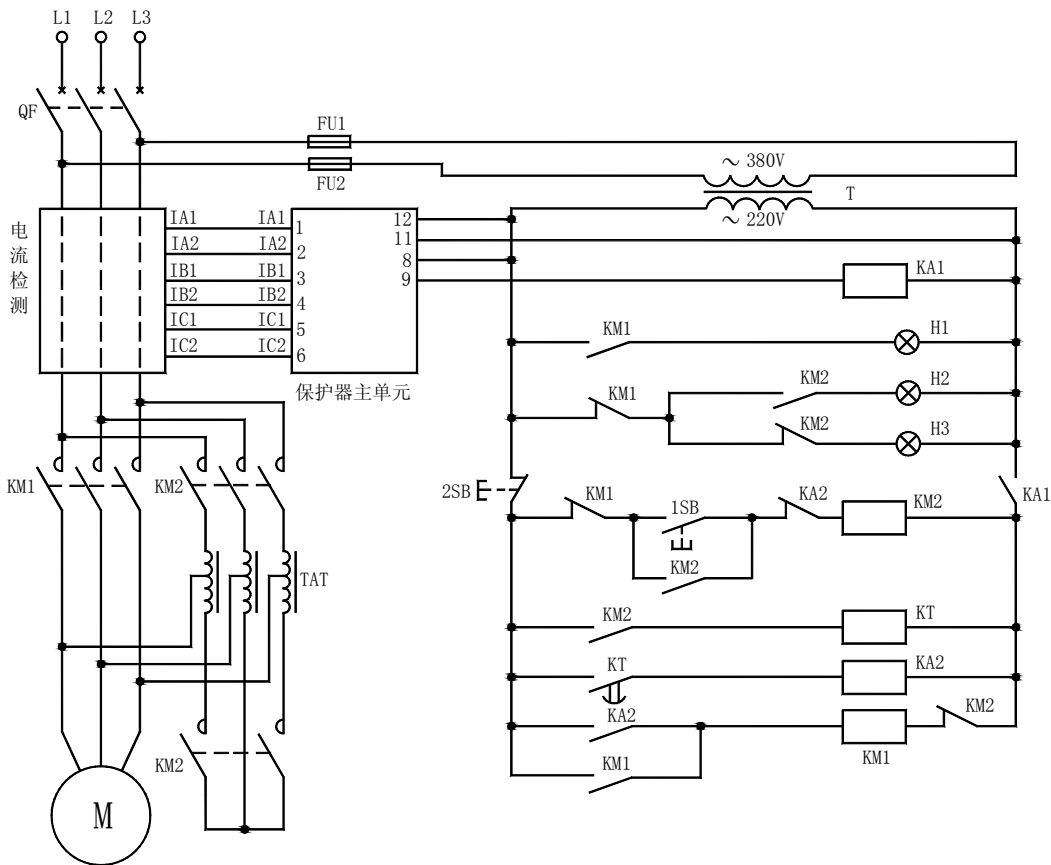 L1 L2 L3
QF
FU1
FU2
～380V
T
～220V
电流检测
IA1 IA1 1 12
IA2 IA2 2 11
IB1 IB1 3 8
IB2 IB2 4 9
IC1 IC1 5
IC2 IC2 6
保护器主单元
KA1
KM1 H1
KM1 KM2 H2
KM2 H3
KM1 KM2
2SB KM1 1SB KA2 KM2 KA1
KM2
TAT
KM2 KT
KT KA2
KA2 KM2
KM2 KM1 KM1
M